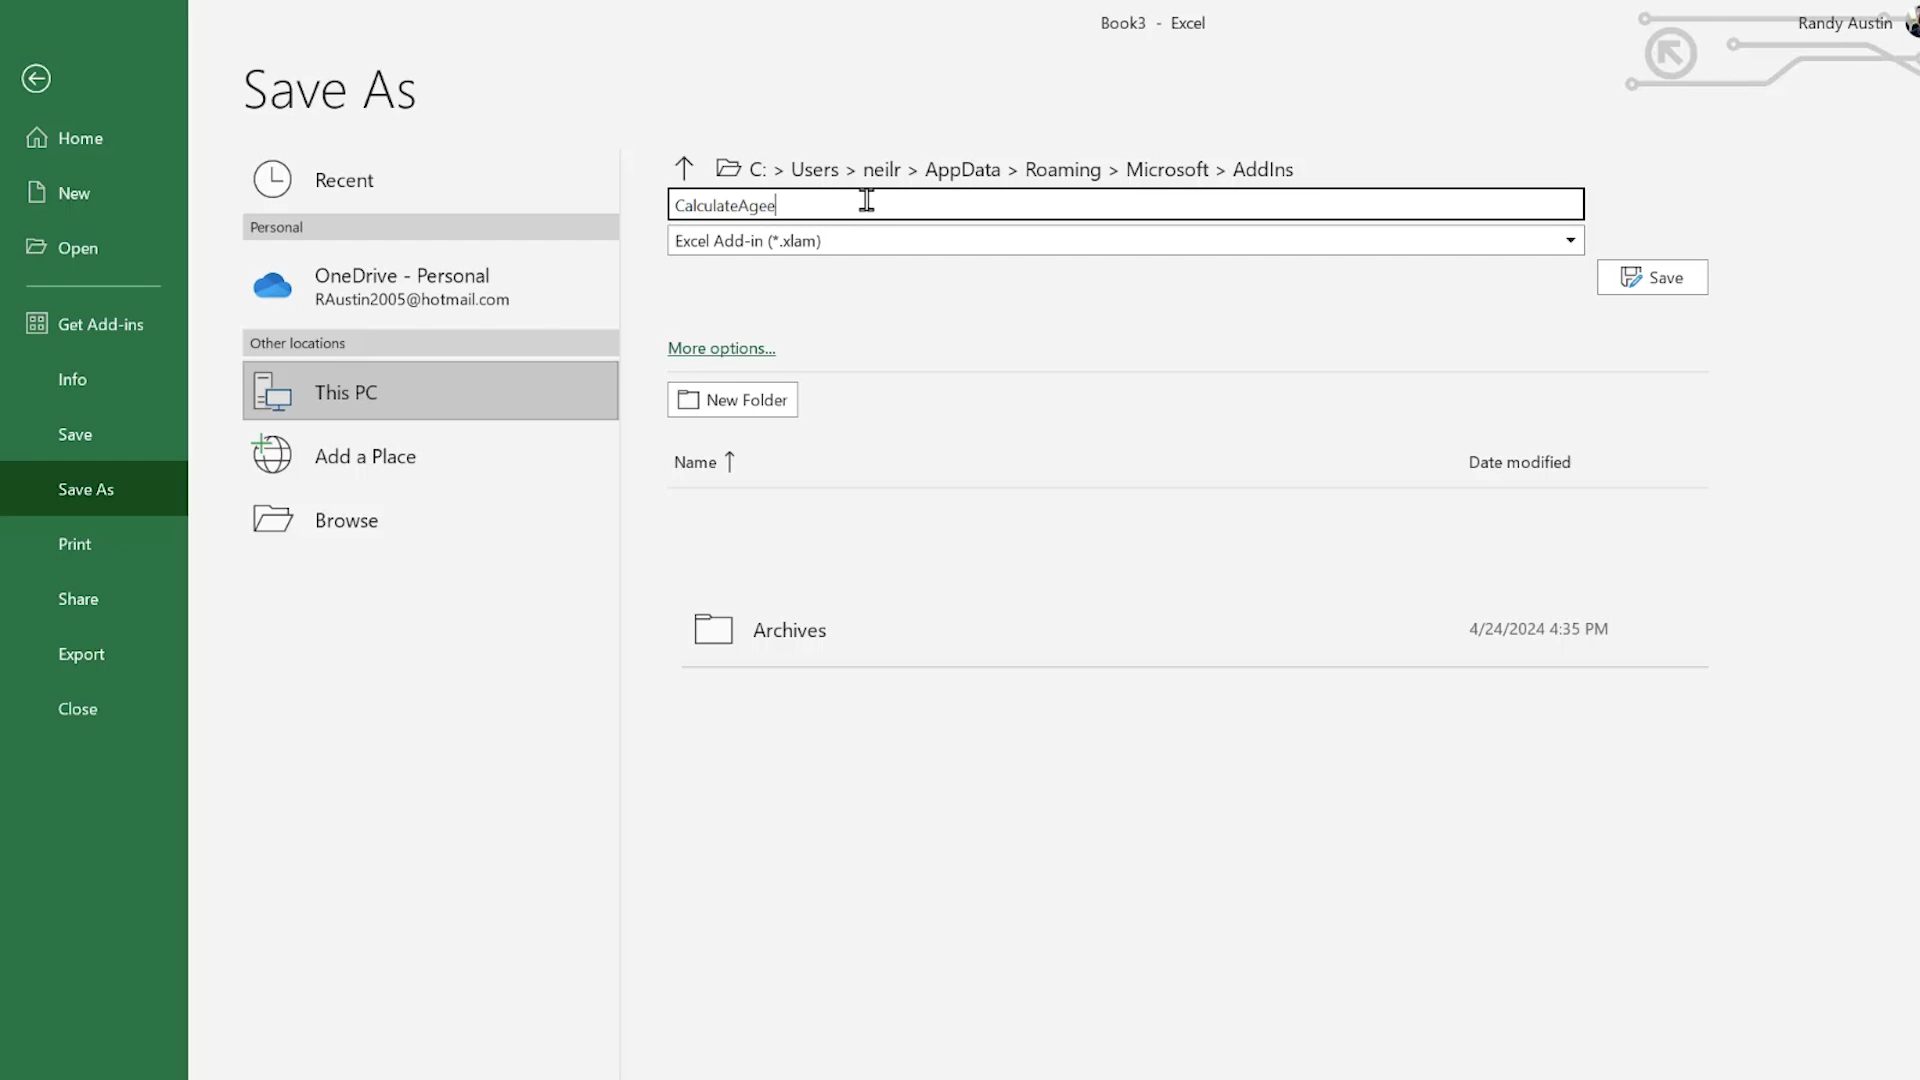 Book3 - Excel
Randy Austin
Save As
Home
New
Open
Get Add-ins
Info
Save
Save As
Print
Share
Export
Close
Recent
Personal
OneDrive - Personal
RAustin2005@hotmail.com
Other locations
This PC
Add a Place
Browse
C: > Users > neilr > AppData > Roaming > Microsoft > AddIns
CalculateAgee
Excel Add-in (*.xlam)
Save
More options...
New Folder
Name Date modified
Archives 4/24/2024 4:35 PM